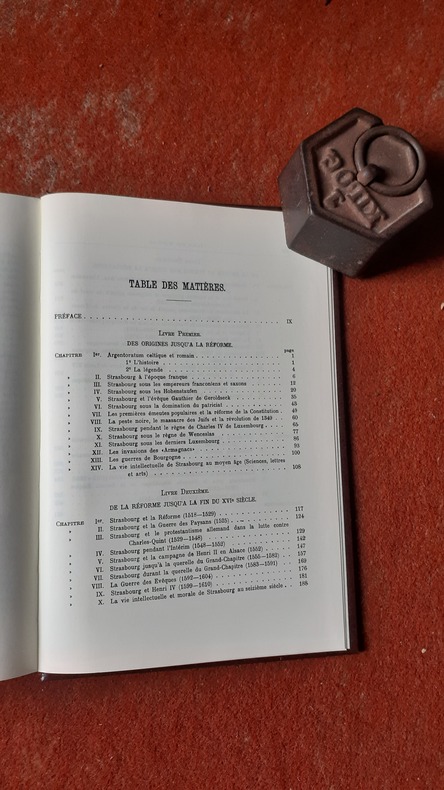 TABLE DES MATIÈRES.
PRÉFACE . . . . . . . . . . IX
LIVRE PREMIER.
DES ORIGINES JUSQU'A LA RÉFORME.
page
CHAPITRE Ier. Argentoratum celtique et romain . . . . . 1
1° L'histoire . . . . . 1
2° La légende . . . . . 4
» II. Strasbourg à l'époque franque . . . . . 6
» III. Strasbourg sous les empereurs franconiens et saxons . . . . . 13
» IV. Strasbourg sous les Hohenstaufen . . . . . 20
» V. Strasbourg et l'évêque Gauthier de Geroldseck . . . . . 35
» VI. Strasbourg sous la domination du patriciat . . . . . 45
» VII. Les premières émeutes populaires et la réforme de la Constitution . 49
» VIII. La peste noire, le massacre des Juifs et la révolution de 1349 . . 60
» IX. Strasbourg pendant le règne de Charles IV de Luxembourg . . . 65
» X. Strasbourg sous le règne de Wenceslas . . . . . 77
» XI. Strasbourg sous les derniers Luxembourg . . . . . 86
» XII. Les invasions des «Armagnacs» . . . . . 93
» XIII. Les guerres de Bourgogne . . . . . 100
» XIV. La vie intellectuelle de Strasbourg au moyen âge (Sciences, lettres
et arts) . . . . . 108
LIVRE DEUXIÈME.
DE LA RÉFORME JUSQU'A LA FIN DU XVIe SIÈCLE.
CHAPITRE Ier. Strasbourg et la Réforme (1518—1529) . . . . . 117
» II. Strasbourg et la Guerre des Paysans (1525) . . . . . 124
» III. Strasbourg et le protestantisme allemand dans la lutte contre
Charles-Quint (1529—1548) . . . . . 129
» IV. Strasbourg pendant l'Intérim (1548—1552) . . . . . 142
» V. Strasbourg et la campagne de Henri II en Alsace (1552) . . . . . 147
» VI. Strasbourg jusqu'à la querelle du Grand-Chapitre (1555—1582) . . 157
» VII. Strasbourg durant la querelle du Grand-Chapitre (1583—1591) . . 169
» VIII. La Guerre des Evêques (1592—1604) . . . . . 176
» IX. Strasbourg et Henri IV (1598—1610) . . . . . 181
» X. La vie intellectuelle et morale de Strasbourg au seizième siècle . . 185
2
KILOG